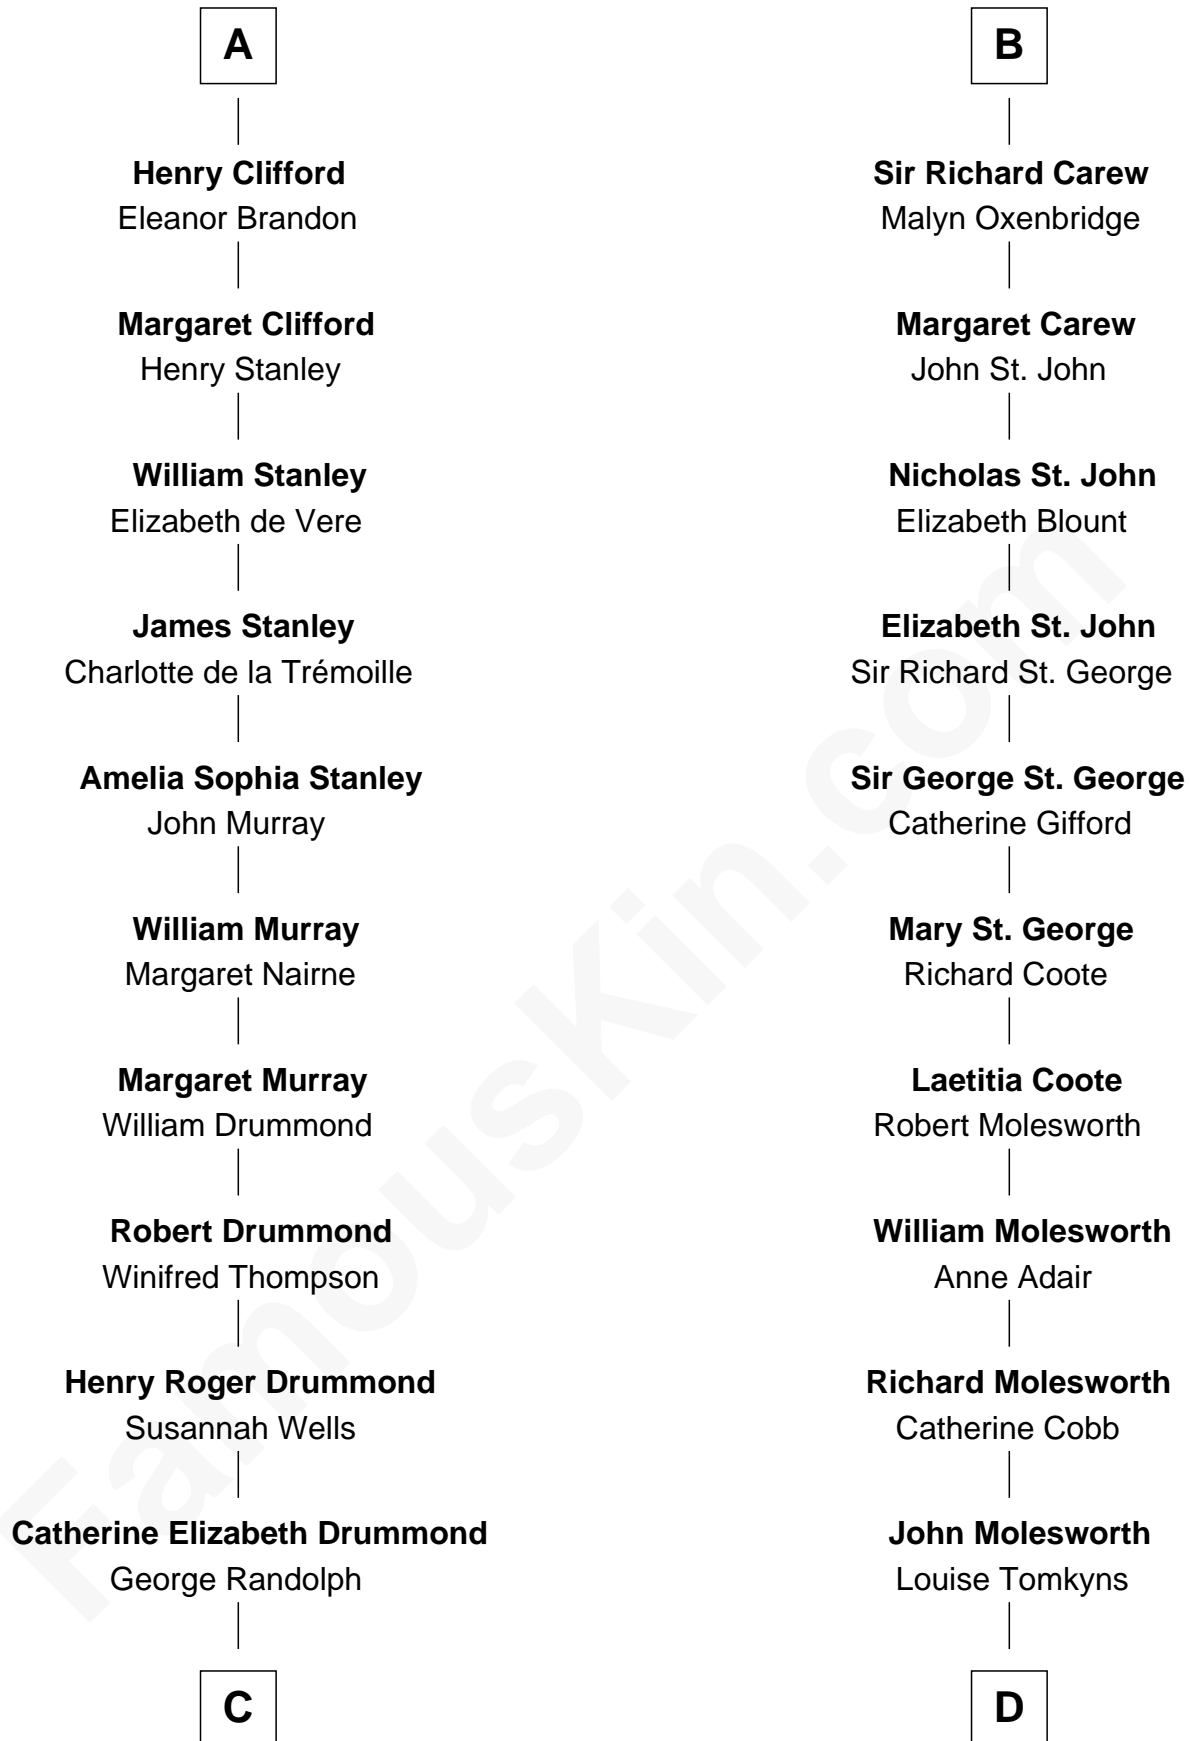 A
Henry Clifford
Eleanor Brandon
Margaret Clifford
Henry Stanley
William Stanley
Elizabeth de Vere
James Stanley
Charlotte de la Trémoille
Amelia Sophia Stanley
John Murray
William Murray
Margaret Nairne
Margaret Murray
William Drummond
Robert Drummond
Winifred Thompson
Henry Roger Drummond
Susannah Wells
Catherine Elizabeth Drummond
George Randolph
C
B
Sir Richard Carew
Malyn Oxenbridge
Margaret Carew
John St. John
Nicholas St. John
Elizabeth Blount
Elizabeth St. John
Sir Richard St. George
Sir George St. George
Catherine Gifford
Mary St. George
Richard Coote
Laetitia Coote
Robert Molesworth
William Molesworth
Anne Adair
Richard Molesworth
Catherine Cobb
John Molesworth
Louise Tomkyns
D
FamousKin.com